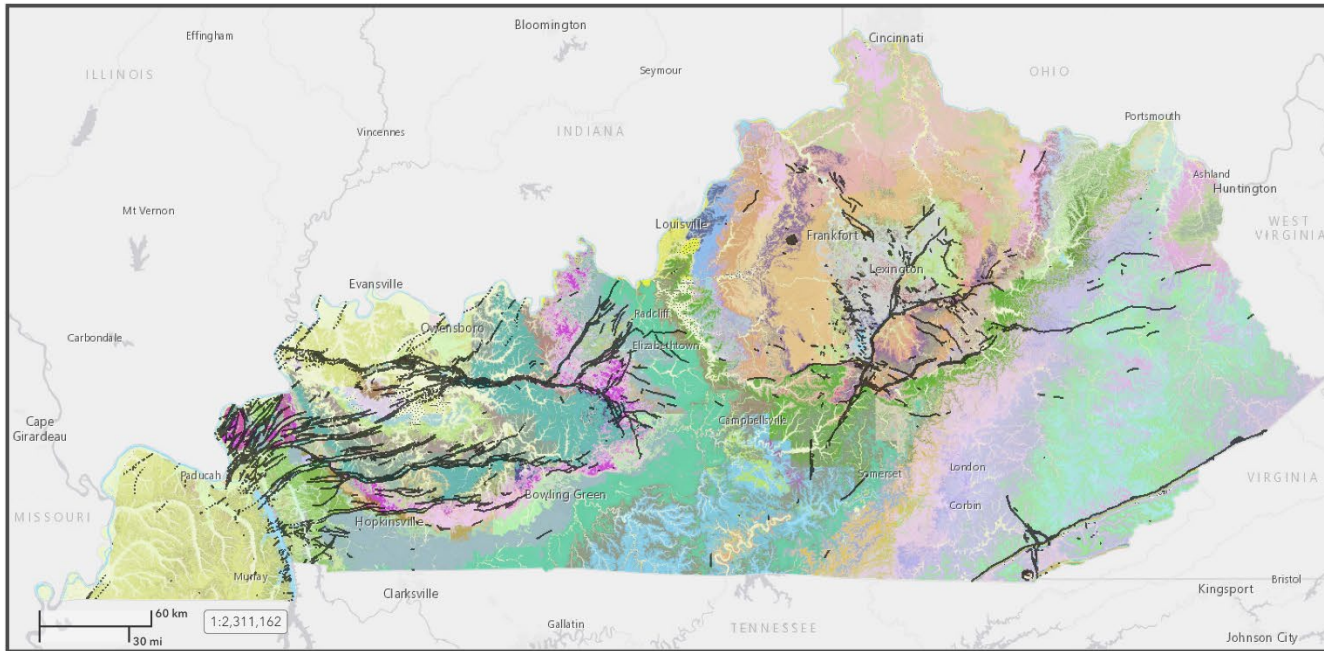 Effingham
Bloomington
Cincinnati
ILLINOIS
Seymour
OHIO
Vincennes
INDIANA
Portsmouth
Ashland
Huntington
Mt Vernon
Louisville
Frankfort
WEST
VIRGINIA
Lexington
Evansville
Owensboro
Radcliff
Carbondale
Elizabethtown
Cape
Girardeau
Campbellsville
Paducah
Somerset
London
VIRGINIA
Bowling Green
Corbin
MISSOURI
Hopkinsville
Murray
Clarksville
Kingsport
Bristol
60 km
1:2,311,162
30 mi
Gallatin
TENNESSEE
Johnson City